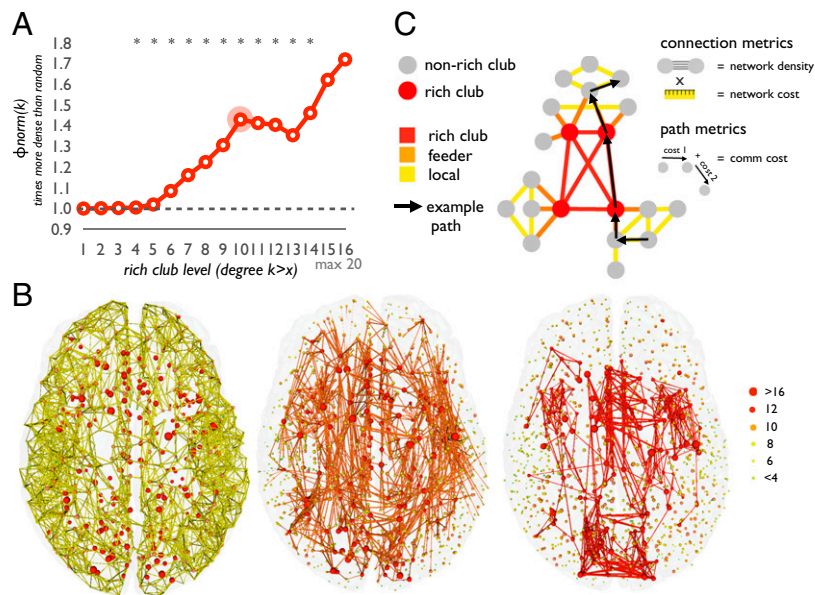 A
ϕnorm(k)
times more dense than random
1.8
1.7
1.6
1.5
1.4
1.3
1.2
1.1
1.0
0.9
* * * * * * * * * * *
1 2 3 4 5 6 7 8 9 10 11 12 13 14 15 16
rich club level (degree k>x)
max 20
C
non-rich club
rich club
rich club
feeder
local
example
path
connection metrics
= network density
x
= network cost
path metrics
cost 1
+ cost 2
= comm cost
B
>16
12
10
8
6
<4